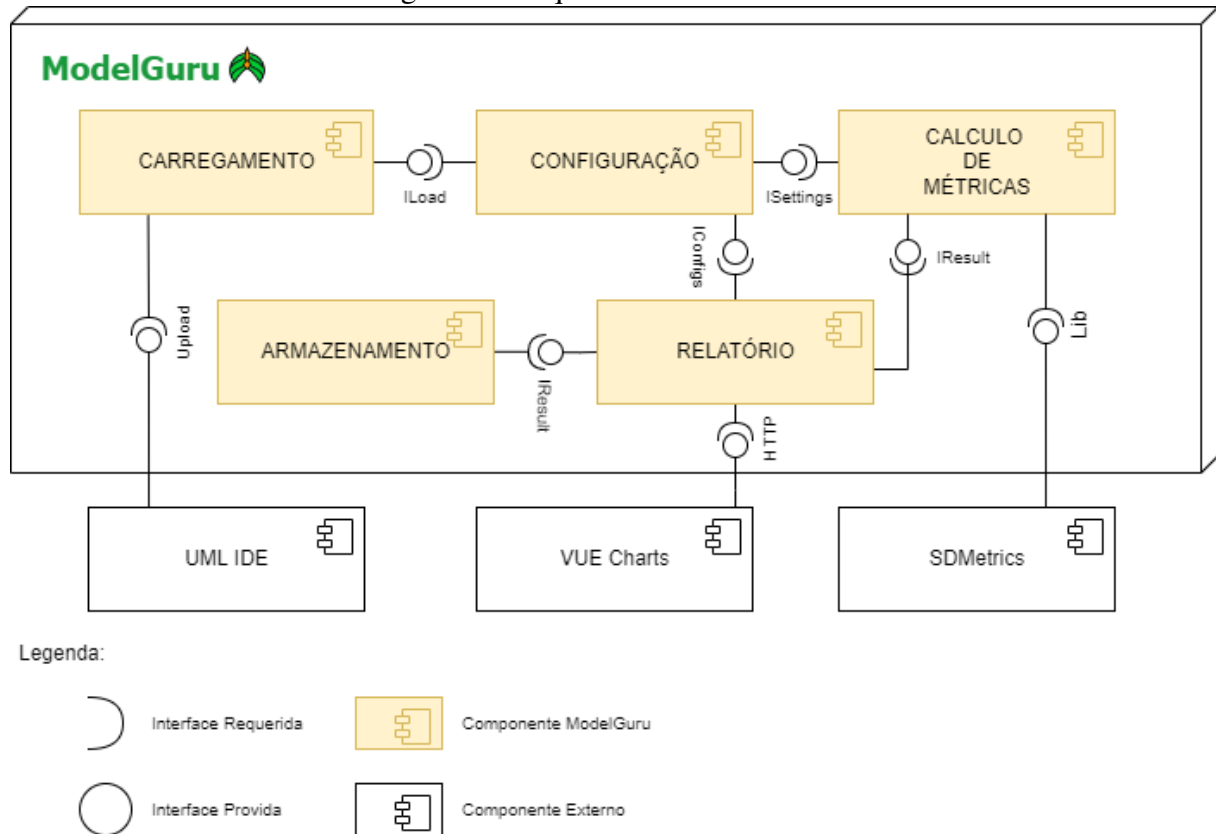 ModelGuru
CARREGAMENTO
ILoad
CONFIGURAÇÃO
ISettings
CALCULO
DE
MÉTRICAS
IConfigs
IResult
Upload
ARMAZENAMENTO
IResult
RELATÓRIO
Lib
HTTP
UML IDE
VUE Charts
SDMetrics
Legenda:
Interface Requerida
Componente ModelGuru
Interface Provida
Componente Externo